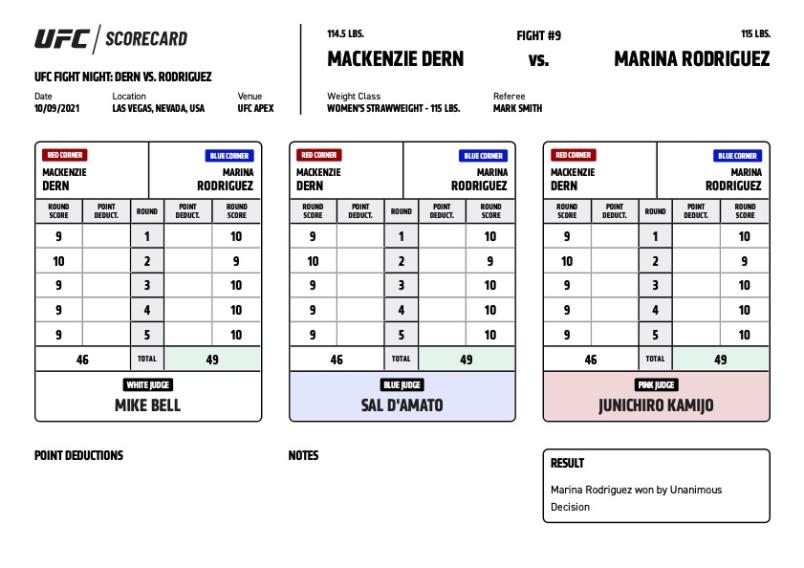 UFC / SCORECARD
UFC FIGHT NIGHT: DERN VS. RODRIGUEZ
Date Location Venue
10/09/2021 LAS VEGAS, NEVADA, USA UFC APEX
114.5 LBS. FIGHT #9 115 LBS.
MACKENZIE DERN VS. MARINA RODRIGUEZ
Weight Class Referee
WOMEN'S STRAWWEIGHT - 115 LBS. MARK SMITH
RED CORNER BLUE CORNER
MACKENZIE MARINA
DERN RODRIGUEZ
ROUND POINT ROUND POINT ROUND
SCORE DEDUCT. DEDUCT. SCORE
9 1 10
10 2 9
9 3 10
9 4 10
9 5 10
46 TOTAL 49
WHITE JUDGE
MIKE BELL
RED CORNER BLUE CORNER
MACKENZIE MARINA
DERN RODRIGUEZ
ROUND POINT ROUND POINT ROUND
SCORE DEDUCT. DEDUCT. SCORE
9 1 10
10 2 9
9 3 10
9 4 10
9 5 10
46 TOTAL 49
BLUE JUDGE
SAL D'AMATO
RED CORNER BLUE CORNER
MACKENZIE MARINA
DERN RODRIGUEZ
ROUND POINT ROUND POINT ROUND
SCORE DEDUCT. DEDUCT. SCORE
9 1 10
10 2 9
9 3 10
9 4 10
9 5 10
46 TOTAL 49
PINK JUDGE
JUNICHIRO KAMIJO
POINT DEDUCTIONS
NOTES
RESULT
Marina Rodriguez won by Unanimous
Decision